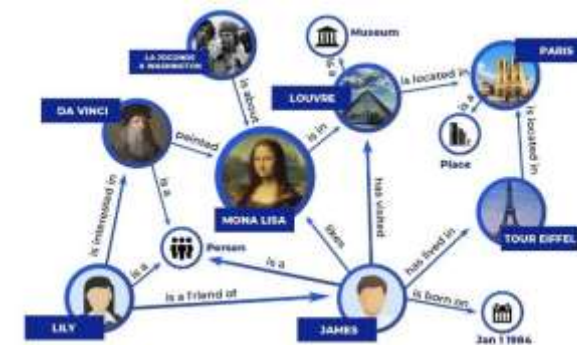 LA JOCONDE
A WASHINGTON
Museum
PARIS
is a
is about
LOUVRE
is located in
DA VINCI
is a
painted
is in
is located in
Place
is interested in
is a
MONA LISA
has visited
TOUR EIFFEL
Person
likes
has lived in
is a
is a
is a friend of
is born on
LILY
JAMES
Jan 1 1984